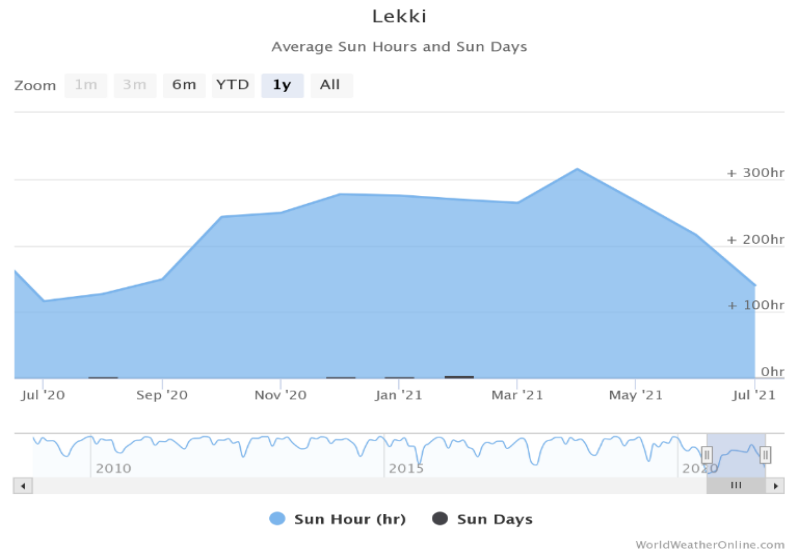 Lekki
Average Sun Hours and Sun Days
Zoom 1m 3m 6m YTD 1y All
+ 300hr
+ 200hr
+ 100hr
0hr
Jul '20 Sep '20 Nov '20 Jan '21 Mar '21 May '21 Jul '21
2010 2015 2020
Sun Hour (hr) Sun Days
WorldWeatherOnline.com